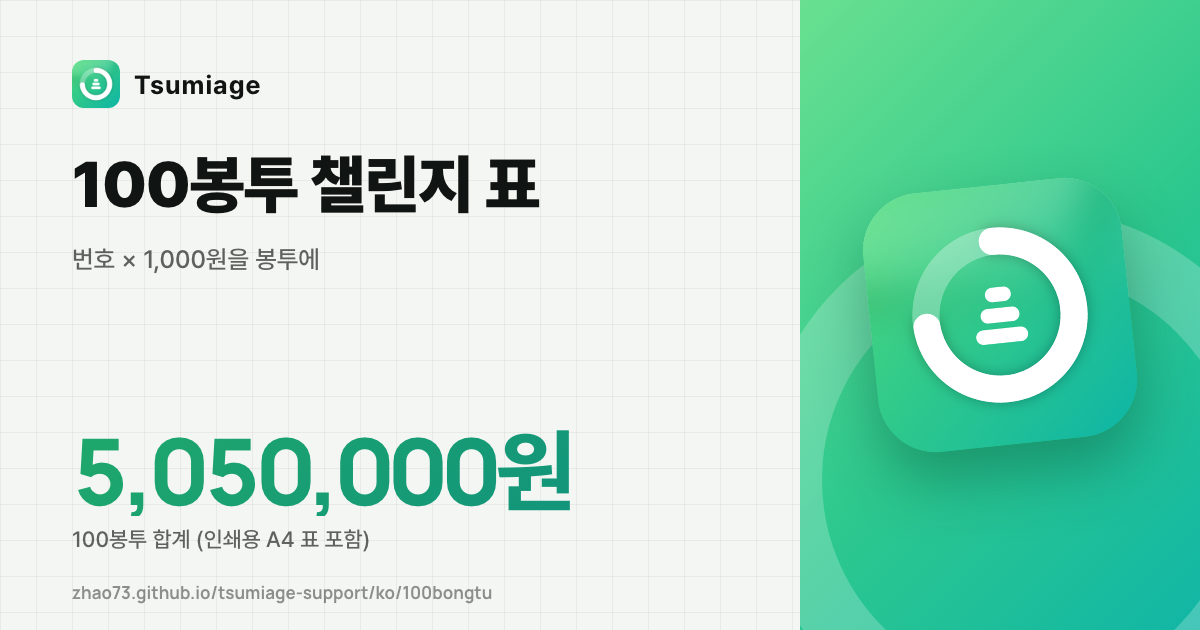 Tsumiage
100봉투 챌린지 표
번호 × 1,000원을 봉투에
5,050,000원
100봉투 합계 (인쇄용 A4 표 포함)
zhao73.github.io/tsumiage-support/ko/100bongtu